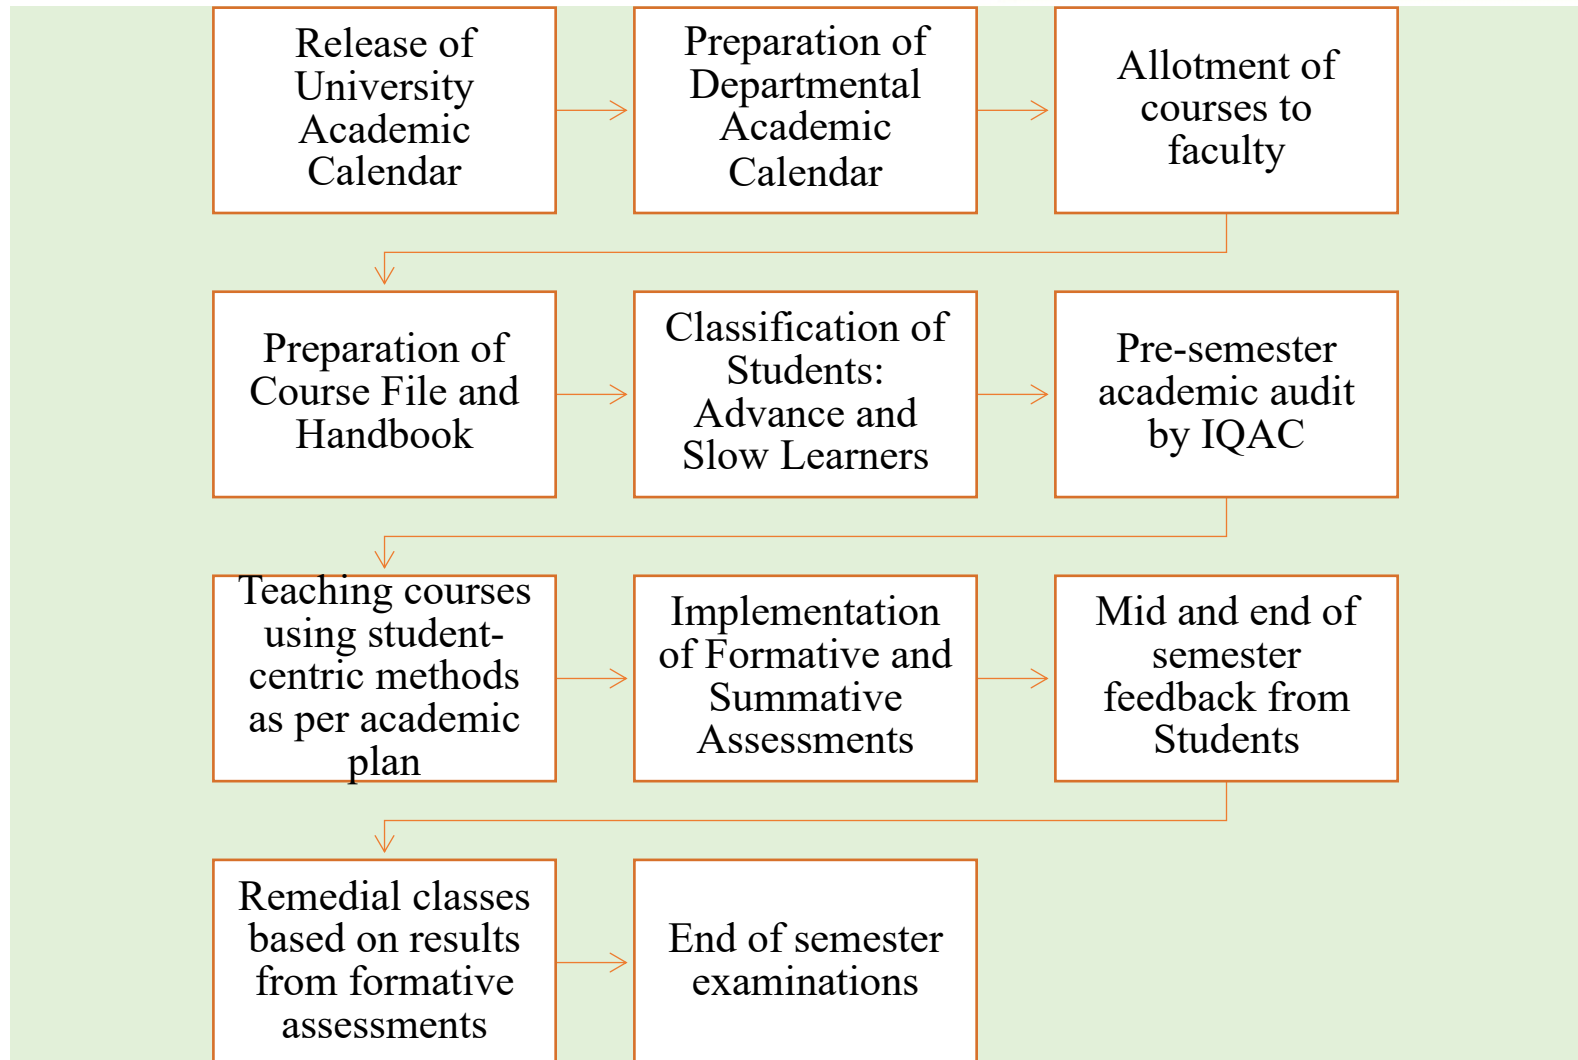 Release of
University
Academic
Calendar
Preparation of
Departmental
Academic
Calendar
Allotment of
courses to
faculty
Preparation of
Course File and
Handbook
Classification of
Students:
Advance and
Slow Learners
Pre-semester
academic audit
by IQAC
Teaching courses
using student-
centric methods
as per academic
plan
Implementation
of Formative and
Summative
Assessments
Mid and end of
semester
feedback from
Students
Remedial classes
based on results
from formative
assessments
End of semester
examinations